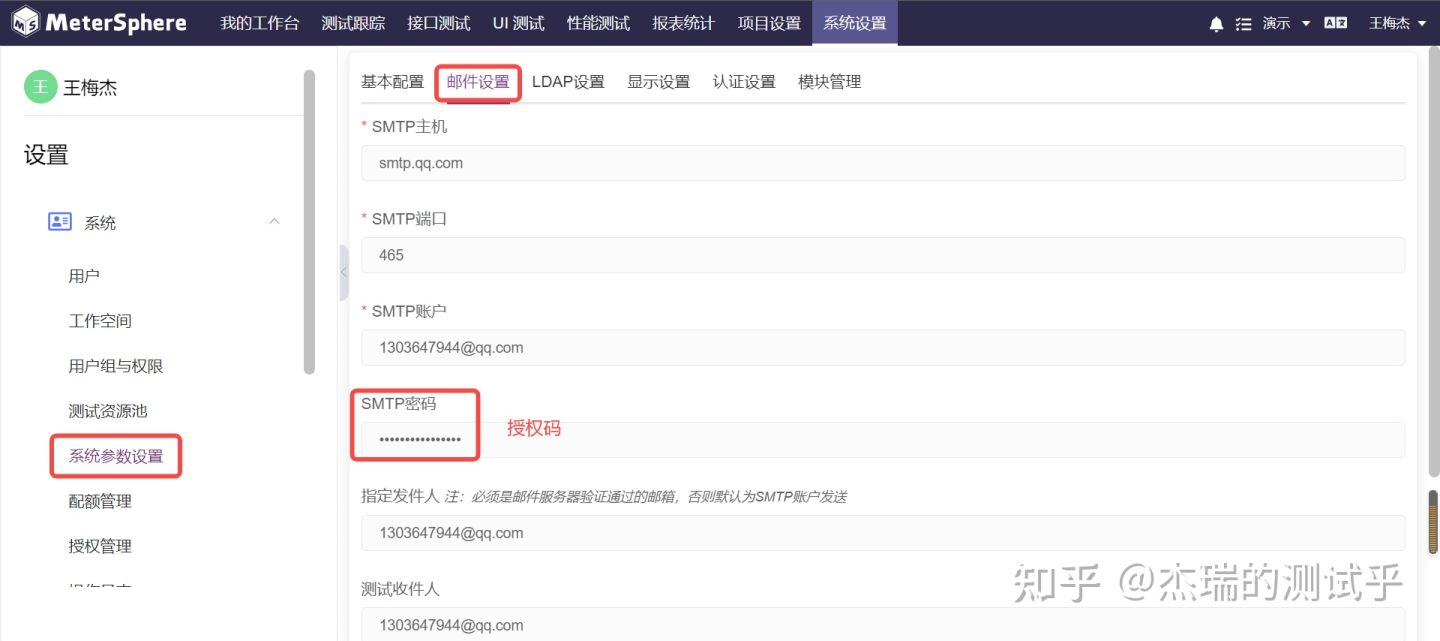 MS MeterSphere 我的工作台 测试跟踪 接口测试 UI 测试 性能测试 报表统计 项目设置 系统设置 演示 王梅杰
王 王梅杰
设置
系统
用户
工作空间
用户组与权限
测试资源池
系统参数设置
配额管理
授权管理
基本配置 邮件设置 LDAP设置 显示设置 认证设置 模块管理
* SMTP主机
smtp.qq.com
* SMTP端口
465
* SMTP账户
1303647944@qq.com
SMTP密码
••••••••••••••••
授权码
指定发件人 注：必须是邮件服务器验证通过的邮箱，否则默认为SMTP账户发送
1303647944@qq.com
测试收件人
1303647944@qq.com
知乎 @杰瑞的测试乎